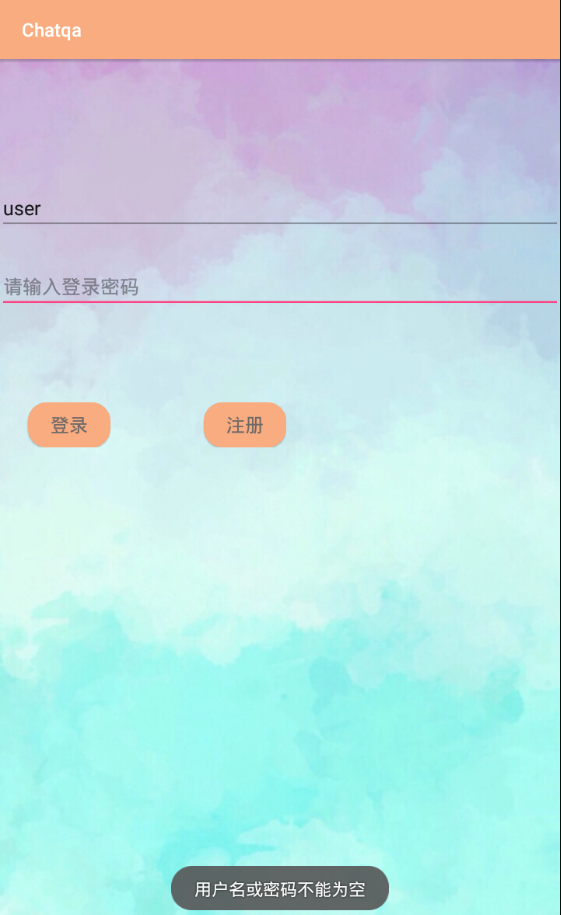 Chatqa
user
请输入登录密码
登录
注册
用户名或密码不能为空